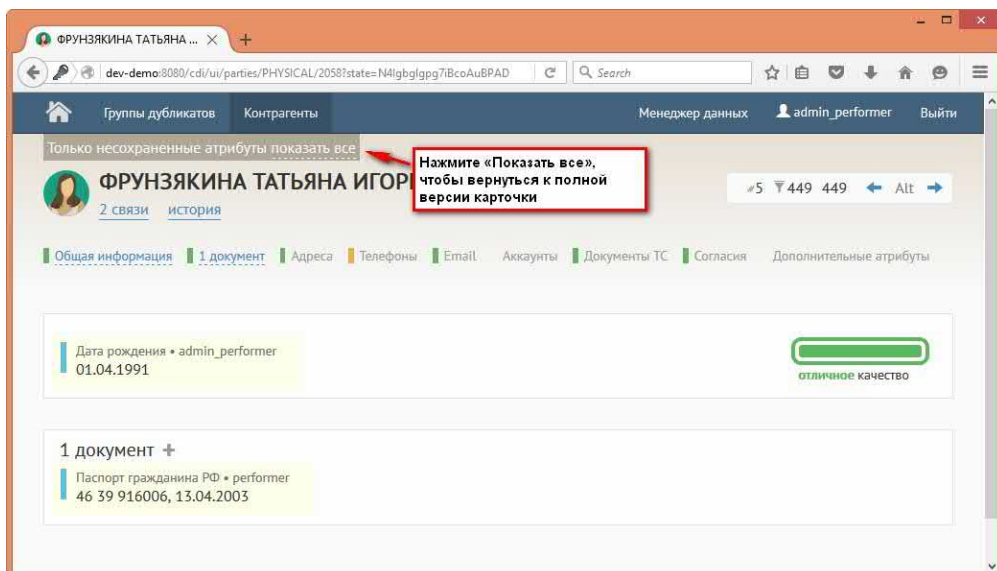 ФРУНЗЯКИНА ТАТЬЯНА ...
dev-demo:8080/cdi/ui/parties/PHYSICAL/2058?state=N4IgbgIgpg7iBcoAuBPAD
Search
Группы дубликатов Контрагенты Менеджер данных admin_performer Выйти
Только несохраненные атрибуты показать все
Нажмите «Показать все»,
чтобы вернуться к полной
версии карточки
ФРУНЗЯКИНА ТАТЬЯНА ИГОР
5 449 449 Alt
2 связи история
Общая информация 1 документ Адреса Телефоны Email Аккаунты Документы ТС Согласия Дополнительные атрибуты
Дата рождения • admin_performer
01.04.1991
отличное качество
1 документ +
Паспорт гражданина РФ • performer
46 39 916006, 13.04.2003